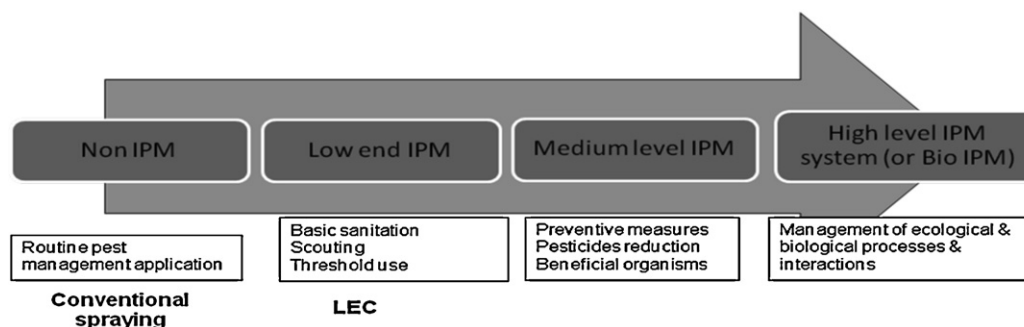 Non IPM
Low end IPM
Medium level IPM
High level IPM
system (or Bio IPM)
Routine pest
management application
Basic sanitation
Scouting
Threshold use
Preventive measures
Pesticides reduction
Beneficial organisms
Management of ecological &
biological processes &
interactions
Conventional
spraying
LEC